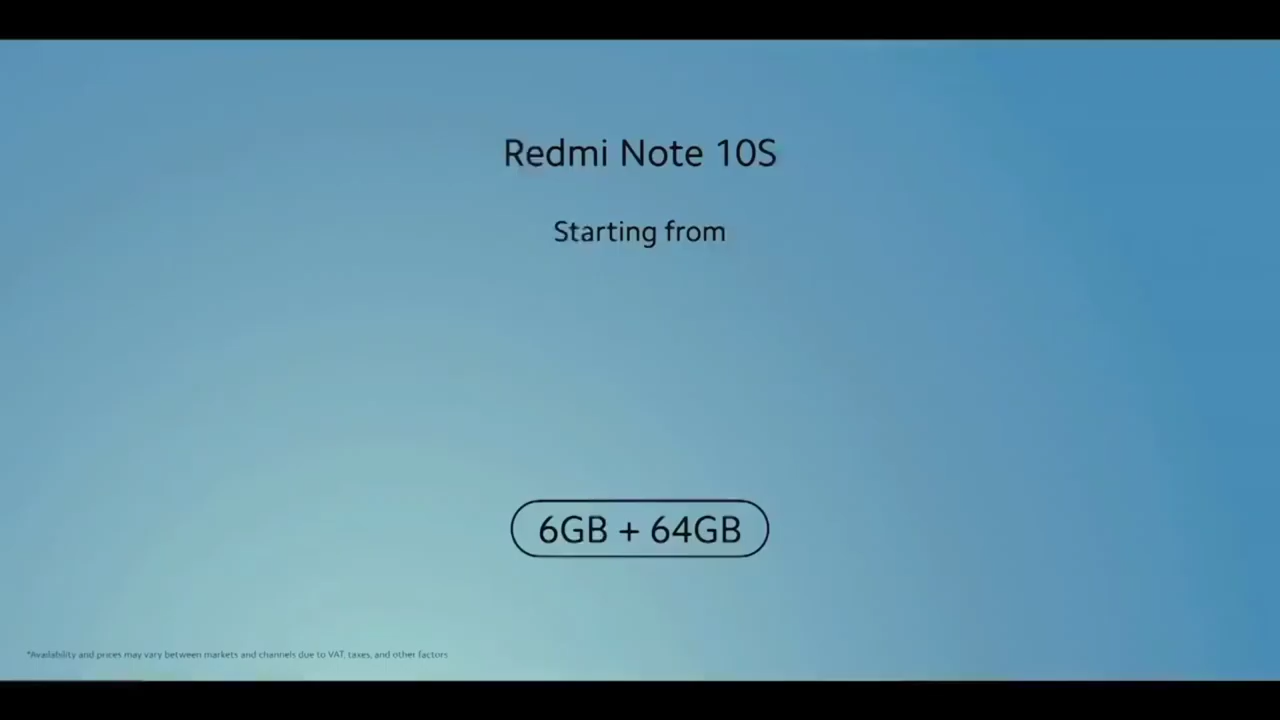 Redmi Note 10S
Starting from
6GB + 64GB
*Availability and prices may vary between markets and channels due to VAT, taxes, and other factors